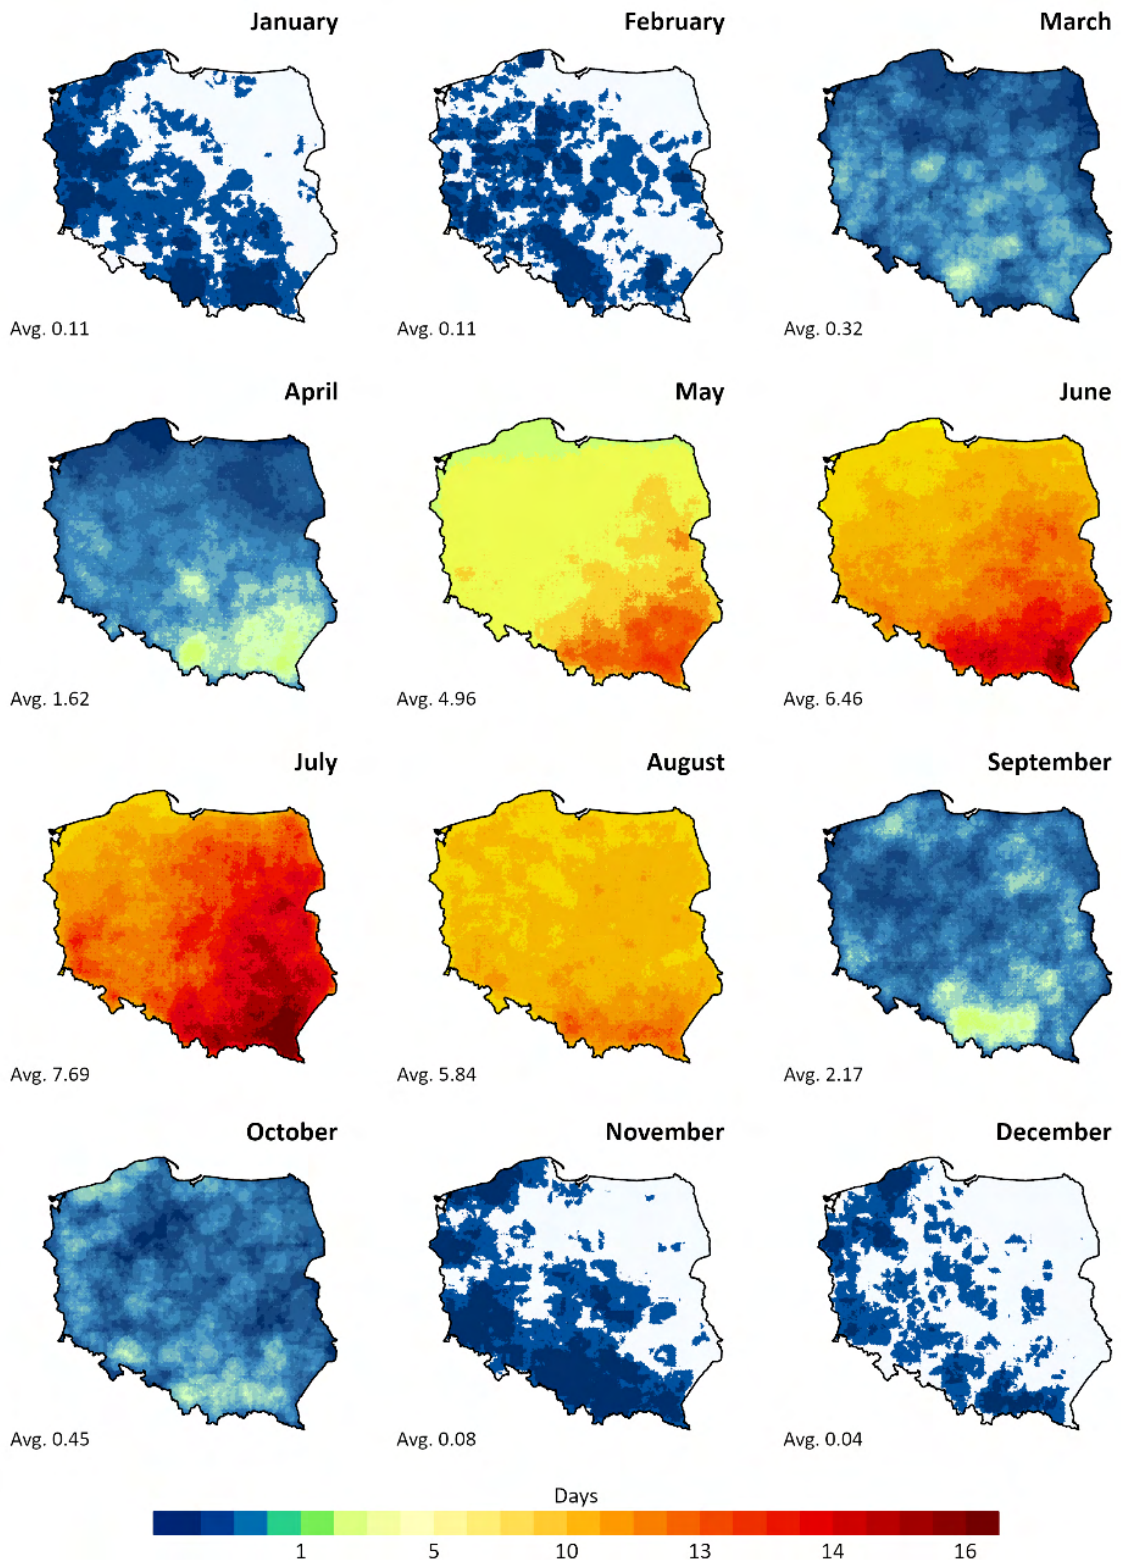 January
February
March
Avg. 0.11
Avg. 0.11
Avg. 0.32
April
May
June
Avg. 1.62
Avg. 4.96
Avg. 6.46
July
August
September
Avg. 7.69
Avg. 5.84
Avg. 2.17
October
November
December
Avg. 0.45
Avg. 0.08
Avg. 0.04
Days
1 5 10 13 14 16